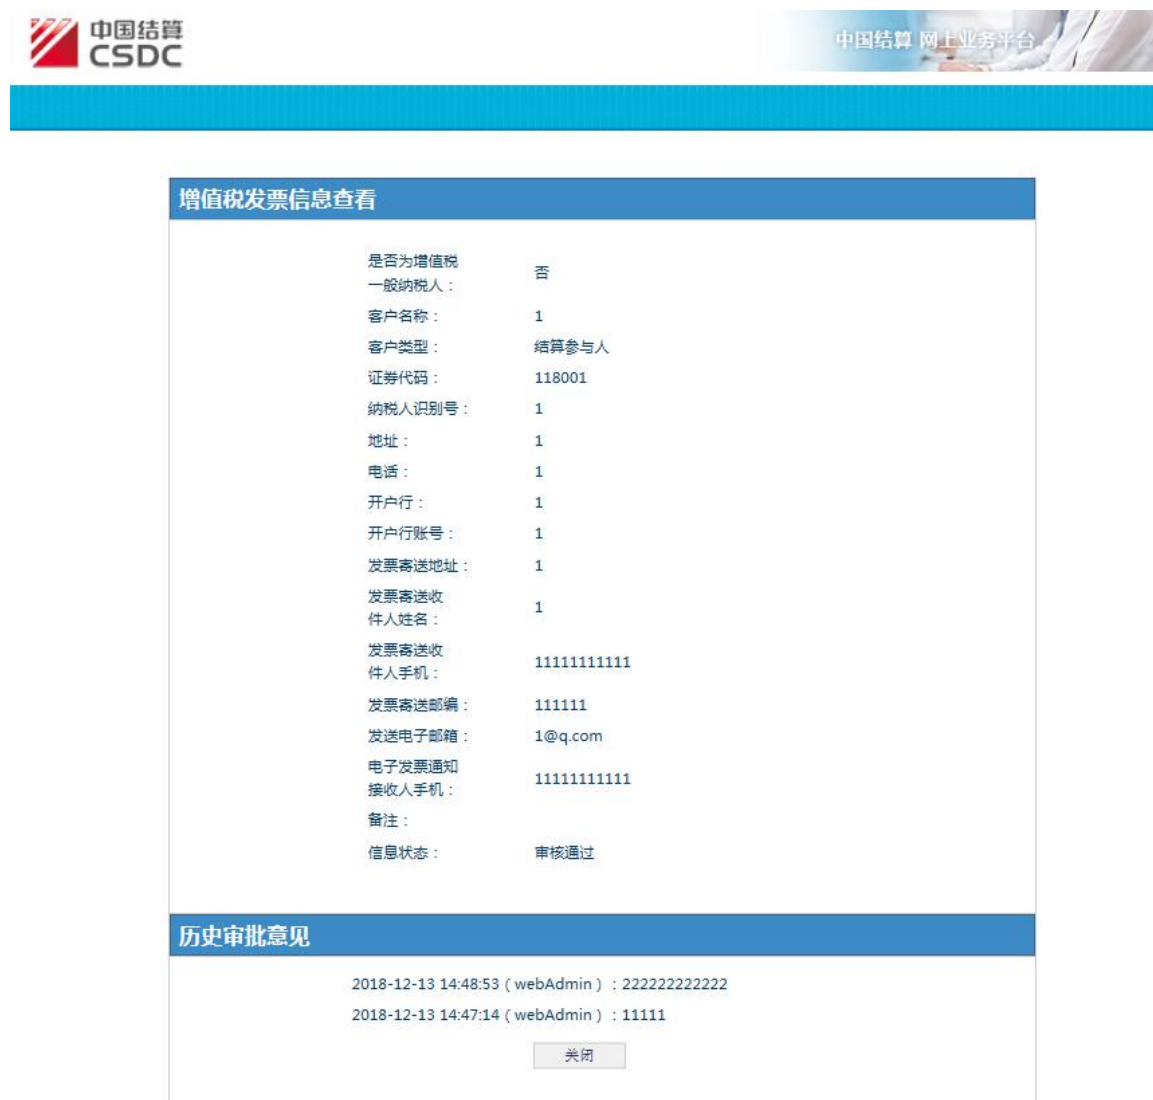 中国结算
CSDC
中国结算 网上业务平台
增值税发票信息查看
是否为增值税
一般纳税人：
否
客户名称： 1
客户类型： 结算参与人
证券代码： 118001
纳税人识别号： 1
地址： 1
电话： 1
开户行： 1
开户行账号： 1
发票寄送地址： 1
发票寄送收
件人姓名：
1
发票寄送收
件人手机：
11111111111
发票寄送邮编： 111111
发送电子邮箱： 1@q.com
电子发票通知
接收人手机：
11111111111
备注：
信息状态： 审核通过
历史审批意见
2018-12-13 14:48:53（webAdmin）：222222222222
2018-12-13 14:47:14（webAdmin）：11111
关闭